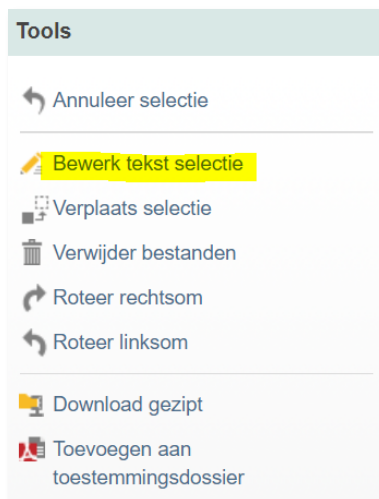 Tools
Annuleer selectie
Bewerk tekst selectie
Verplaats selectie
Verwijder bestanden
Roteer rechtsom
Roteer linksom
Download gezipt
Toevoegen aan
toestemmingsdossier